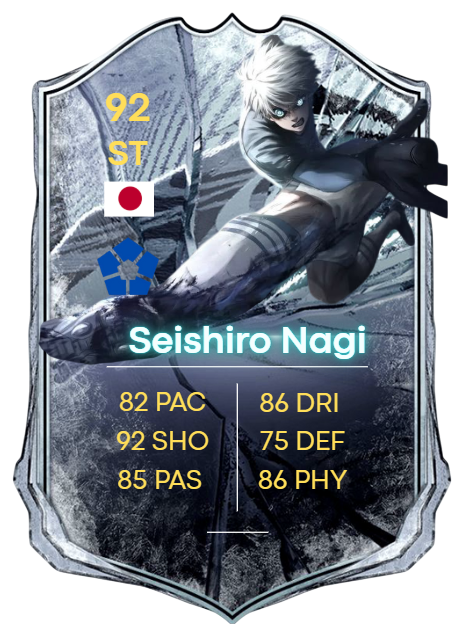 92
ST
Seishiro Nagi
82 PAC
86 DRI
92 SHO
75 DEF
85 PAS
86 PHY